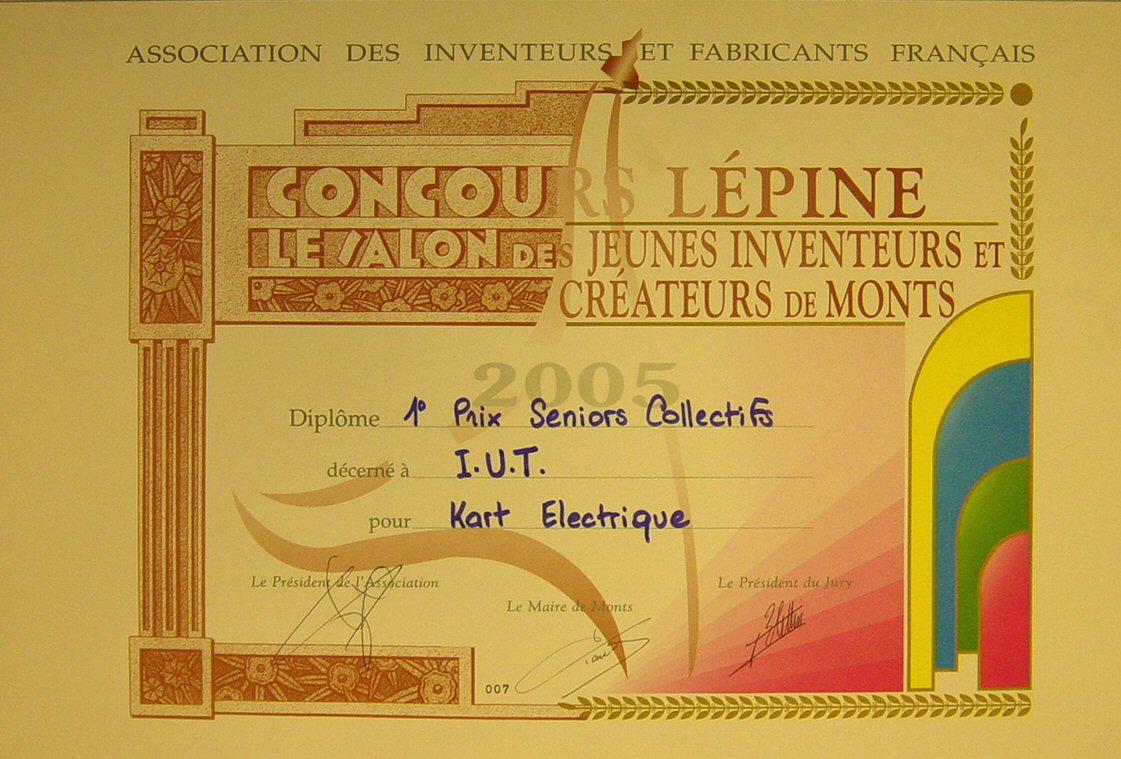 ASSOCIATION DES INVENTEURS ET FABRICANTS FRANÇAIS
CONCOURS LÉPINE
LE SALON DES JEUNES INVENTEURS ET
CRÉATEURS DE MONTS
2005
Diplôme 1º Prix Seniors Collectifs
décerné à I.U.T.
pour Kart Electrique
Le Président de l'Association
Le Maire de Monts
Le Président du Jury
007